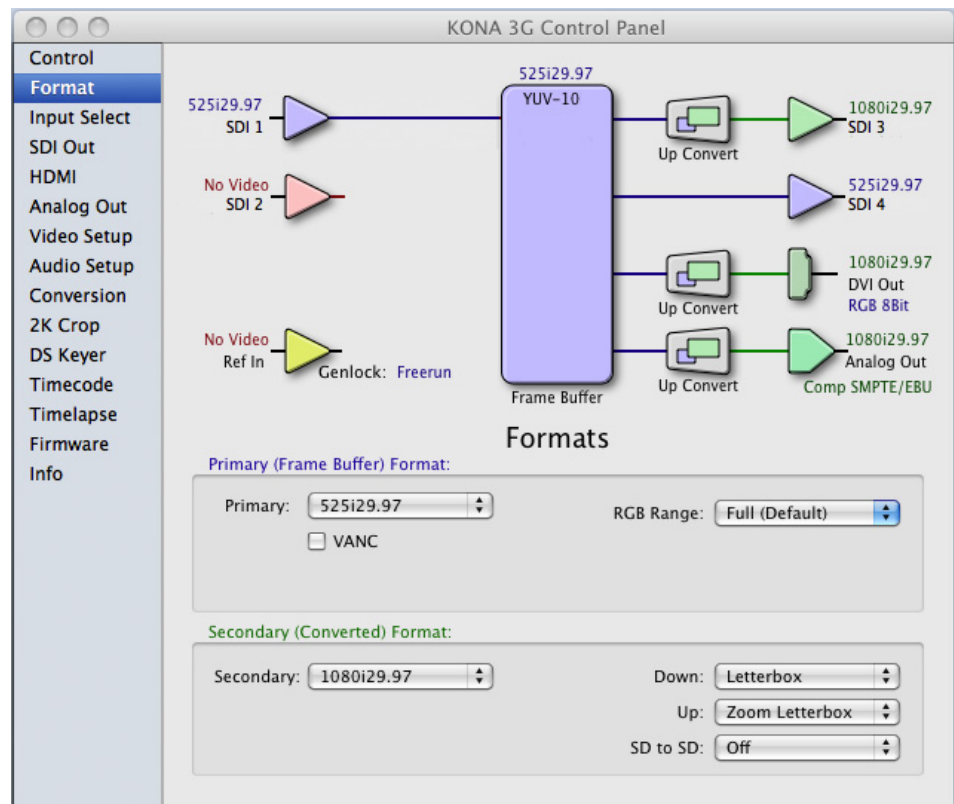 KONA 3G Control Panel
Control
Format
Input Select
SDI Out
HDMI
Analog Out
Video Setup
Audio Setup
Conversion
2K Crop
DS Keyer
Timecode
Timelapse
Firmware
Info
525i29.97
SDI 1
No Video
SDI 2
No Video
Ref In
Genlock: Freerun
525i29.97
YUV-10
Frame Buffer
Up Convert
1080i29.97
SDI 3
525i29.97
SDI 4
Up Convert
1080i29.97
DVI Out
RGB 8Bit
Up Convert
1080i29.97
Analog Out
Comp SMPTE/EBU
Formats
Primary (Frame Buffer) Format:
Primary: 525i29.97
VANC
RGB Range: Full (Default)
Secondary (Converted) Format:
Secondary: 1080i29.97
Down: Letterbox
Up: Zoom Letterbox
SD to SD: Off